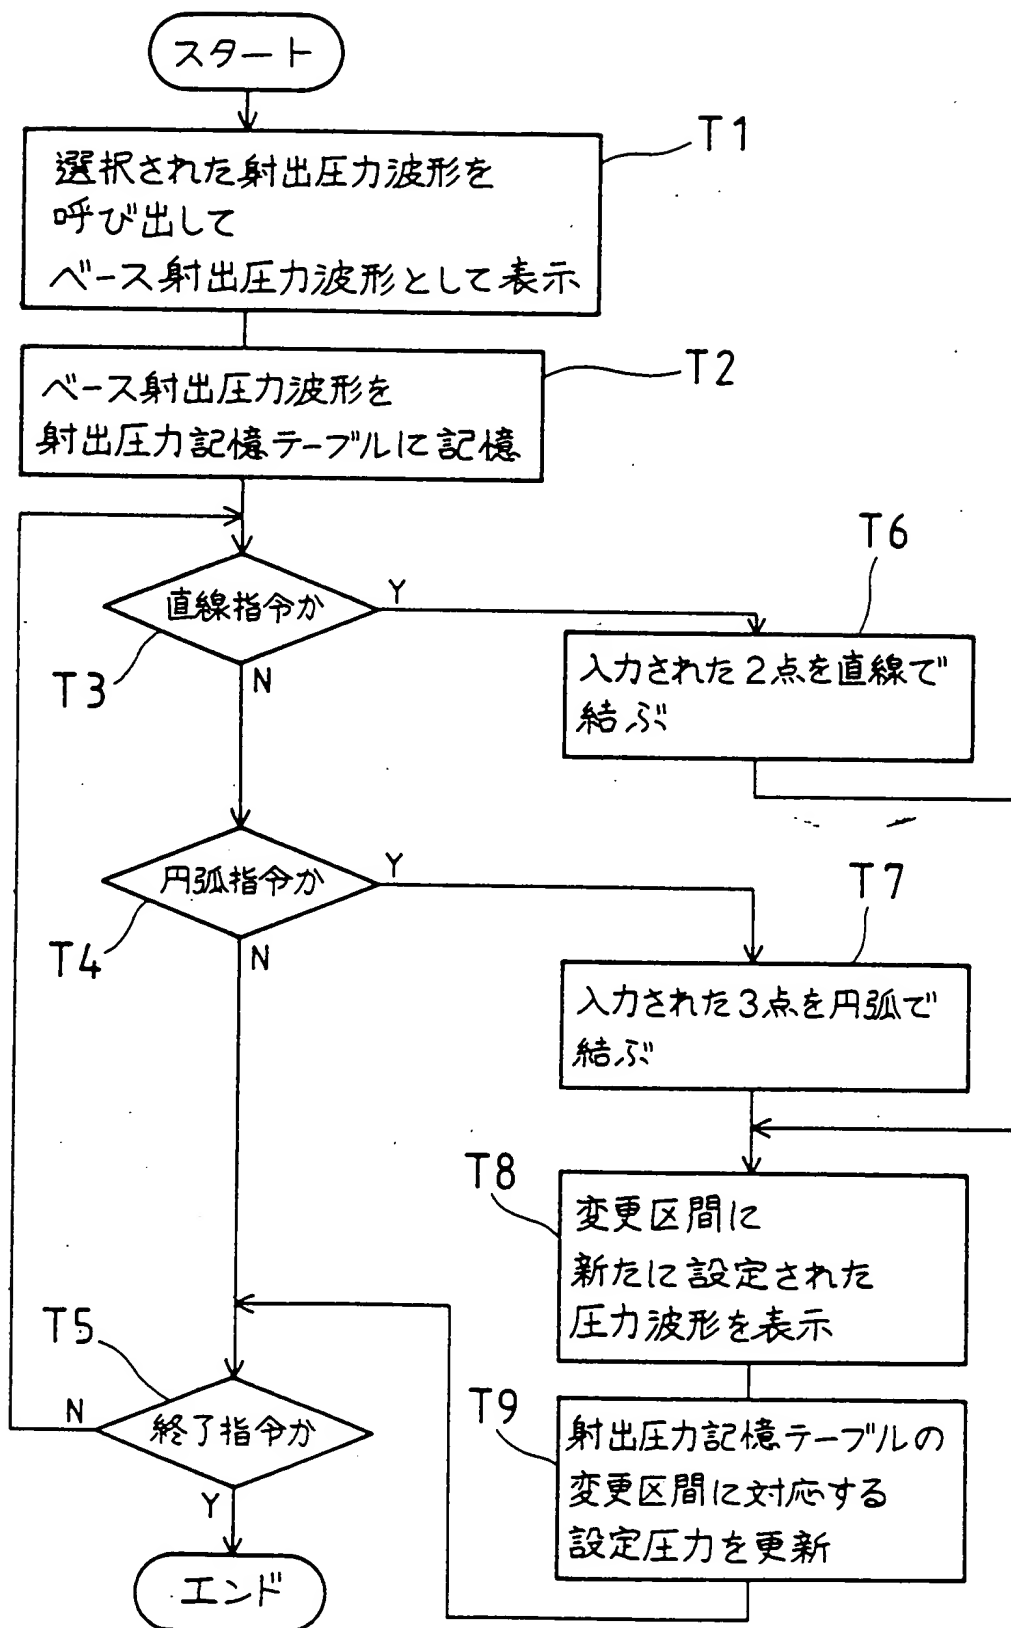 スタート
T1
選択された射出圧力波形を
呼び出して
ベース射出圧力波形として表示
T2
ベース射出圧力波形を
射出圧力記憶テーブルに記憶
直線指令か
Y
N
T3
T6
入力された2点を直線で
結ぶ
円弧指令か
Y
N
T4
T7
入力された3点を円弧で
結ぶ
T8
変更区間に
新たに設定された
圧力波形を表示
T5
N
終了指令か
Y
T9
射出圧力記憶テーブルの
変更区間に対応する
設定圧力を更新
エンド